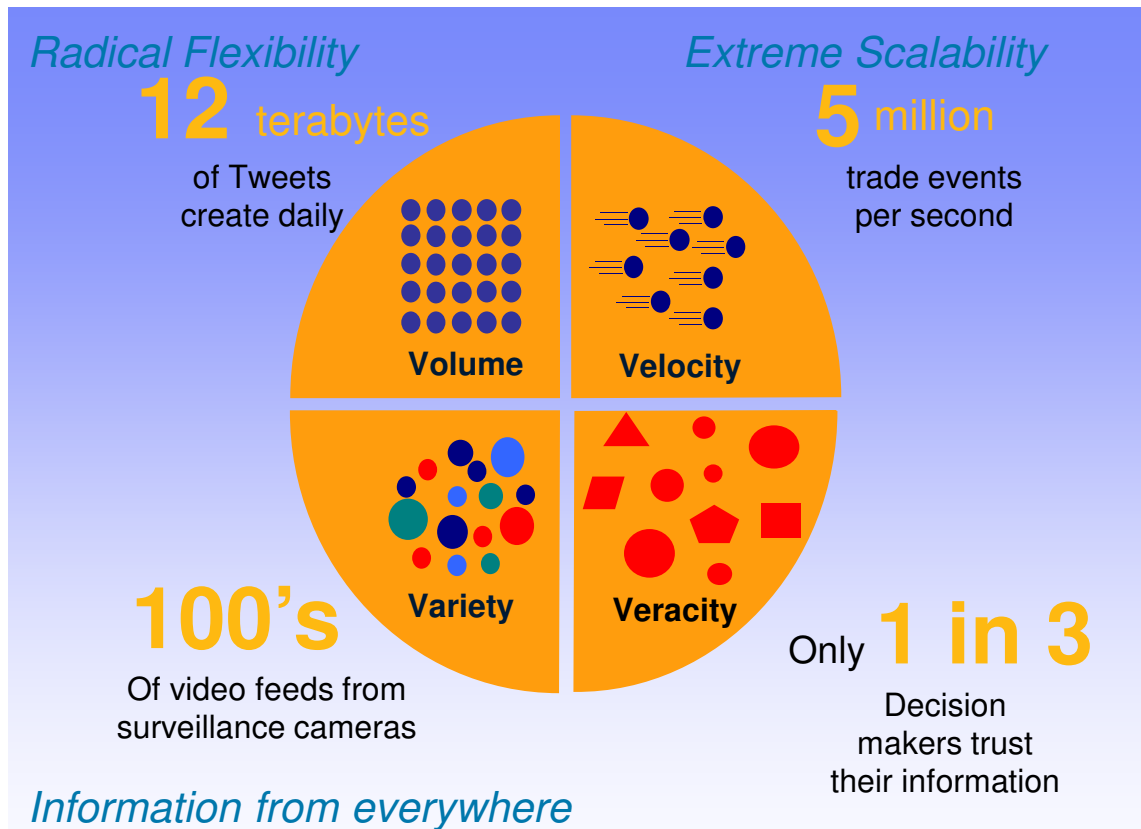 Radical Flexibility
12 terabytes
of Tweets
create daily
Extreme Scalability
5 million
trade events
per second
Volume
Velocity
Variety
Veracity
100’s
Of video feeds from
surveillance cameras
Only 1 in 3
Decision
makers trust
their information
Information from everywhere